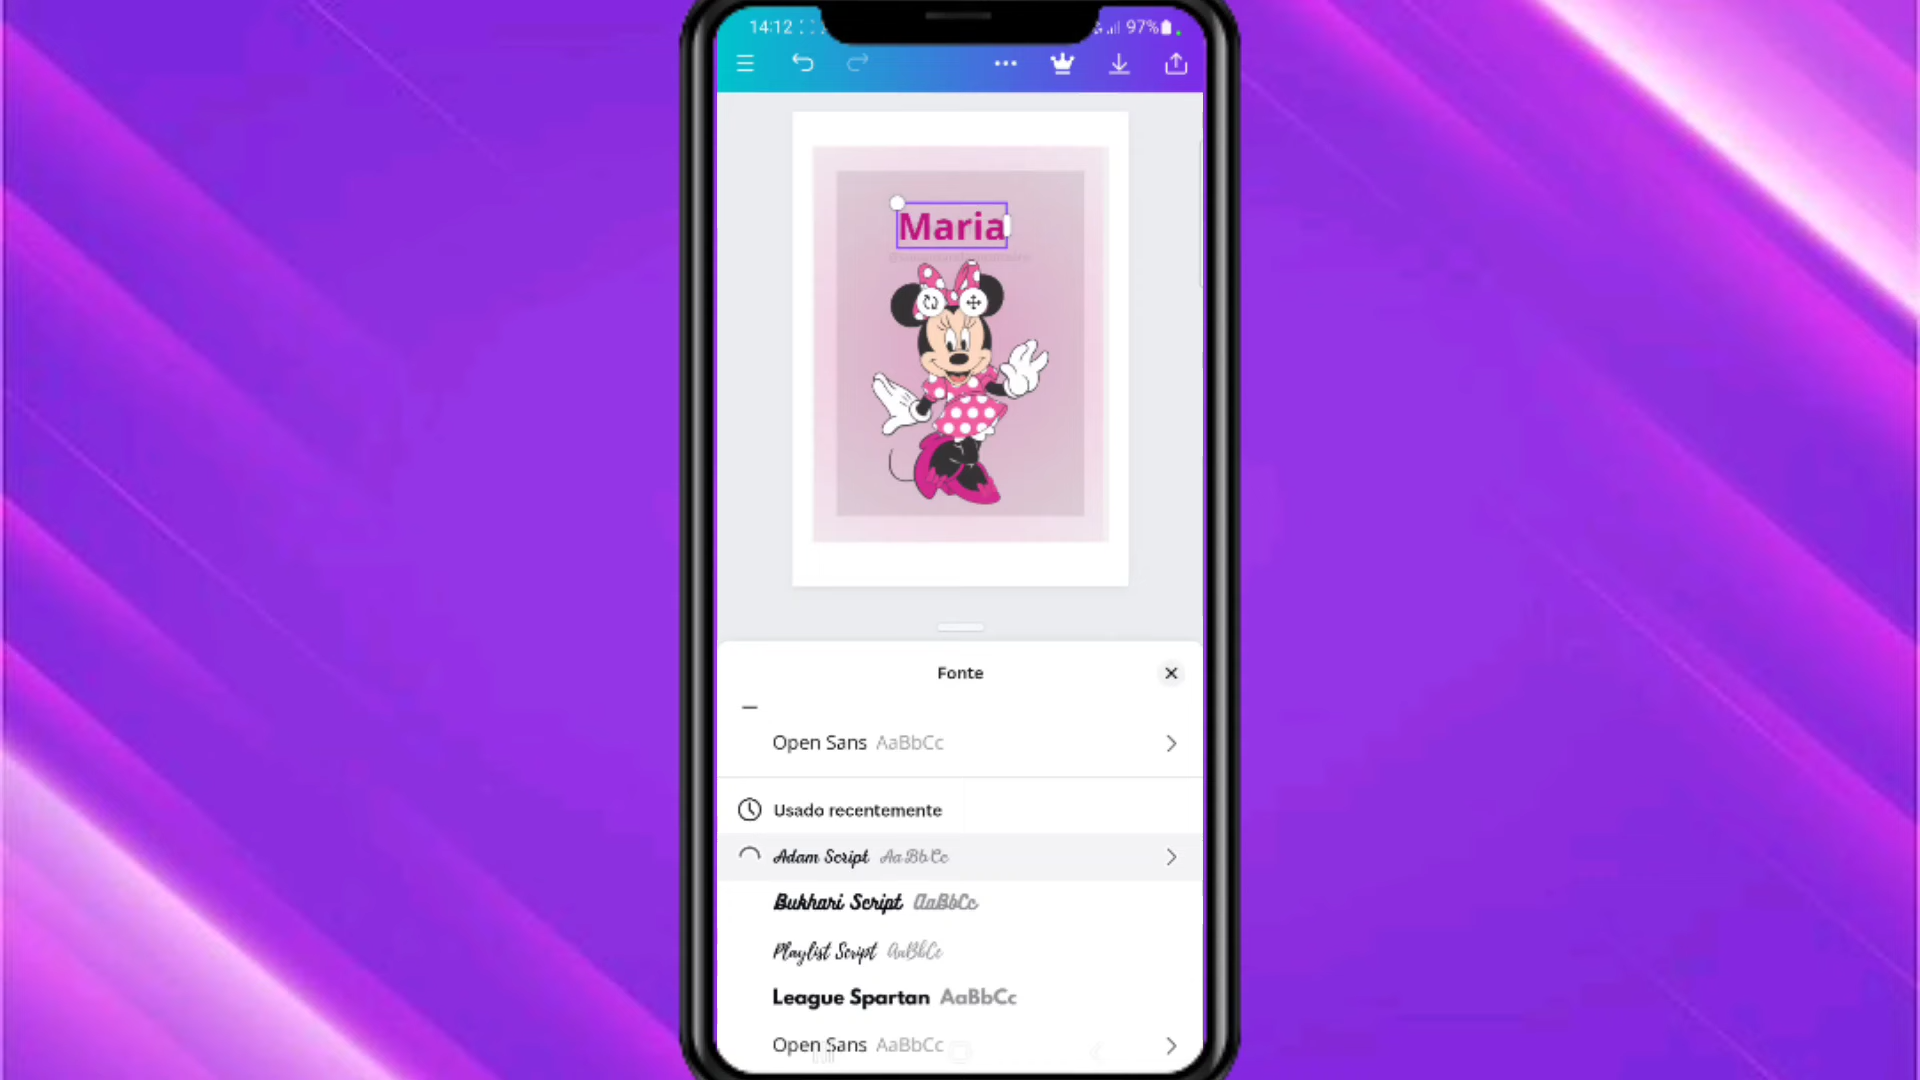 14:12
97%
Maria
Fonte
Open Sans AaBbCc
Usado recentemente
Adam Script AaBbCc
Bukhari Script AaBbCc
Playlist Script AaBbCc
League Spartan AaBbCc
Open Sans AaBbCc